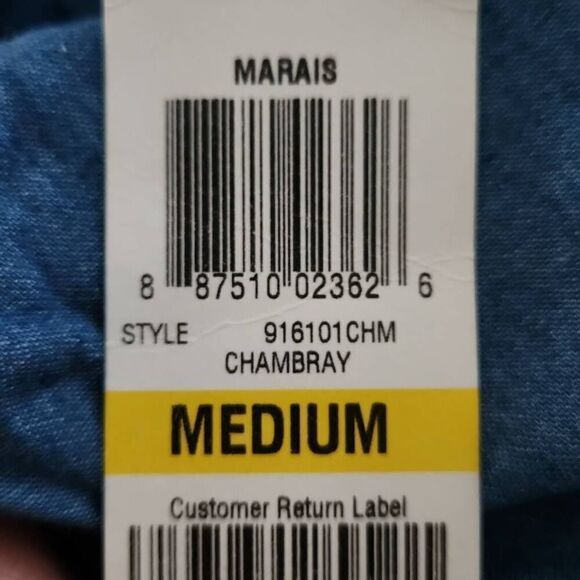 MARAIS
8 87510 02362 6
STYLE 916101CHM
CHAMBRAY
MEDIUM
Customer Return Label